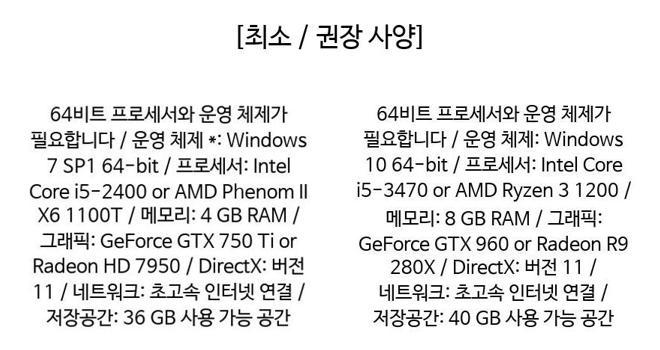 [최소 / 권장 사양]
64비트 프로세서와 운영 체제가
필요합니다 / 운영 체제 *: Windows
7 SP1 64-bit / 프로세서: Intel
Core i5-2400 or AMD Phenom II
X6 1100T / 메모리: 4 GB RAM /
그래픽: GeForce GTX 750 Ti or
Radeon HD 7950 / DirectX: 버전
11 / 네트워크: 초고속 인터넷 연결 /
저장공간: 36 GB 사용 가능 공간
64비트 프로세서와 운영 체제가
필요합니다 / 운영 체제: Windows
10 64-bit / 프로세서: Intel Core
i5-3470 or AMD Ryzen 3 1200 /
메모리: 8 GB RAM / 그래픽:
GeForce GTX 960 or Radeon R9
280X / DirectX: 버전 11 /
네트워크: 초고속 인터넷 연결 /
저장공간: 40 GB 사용 가능 공간